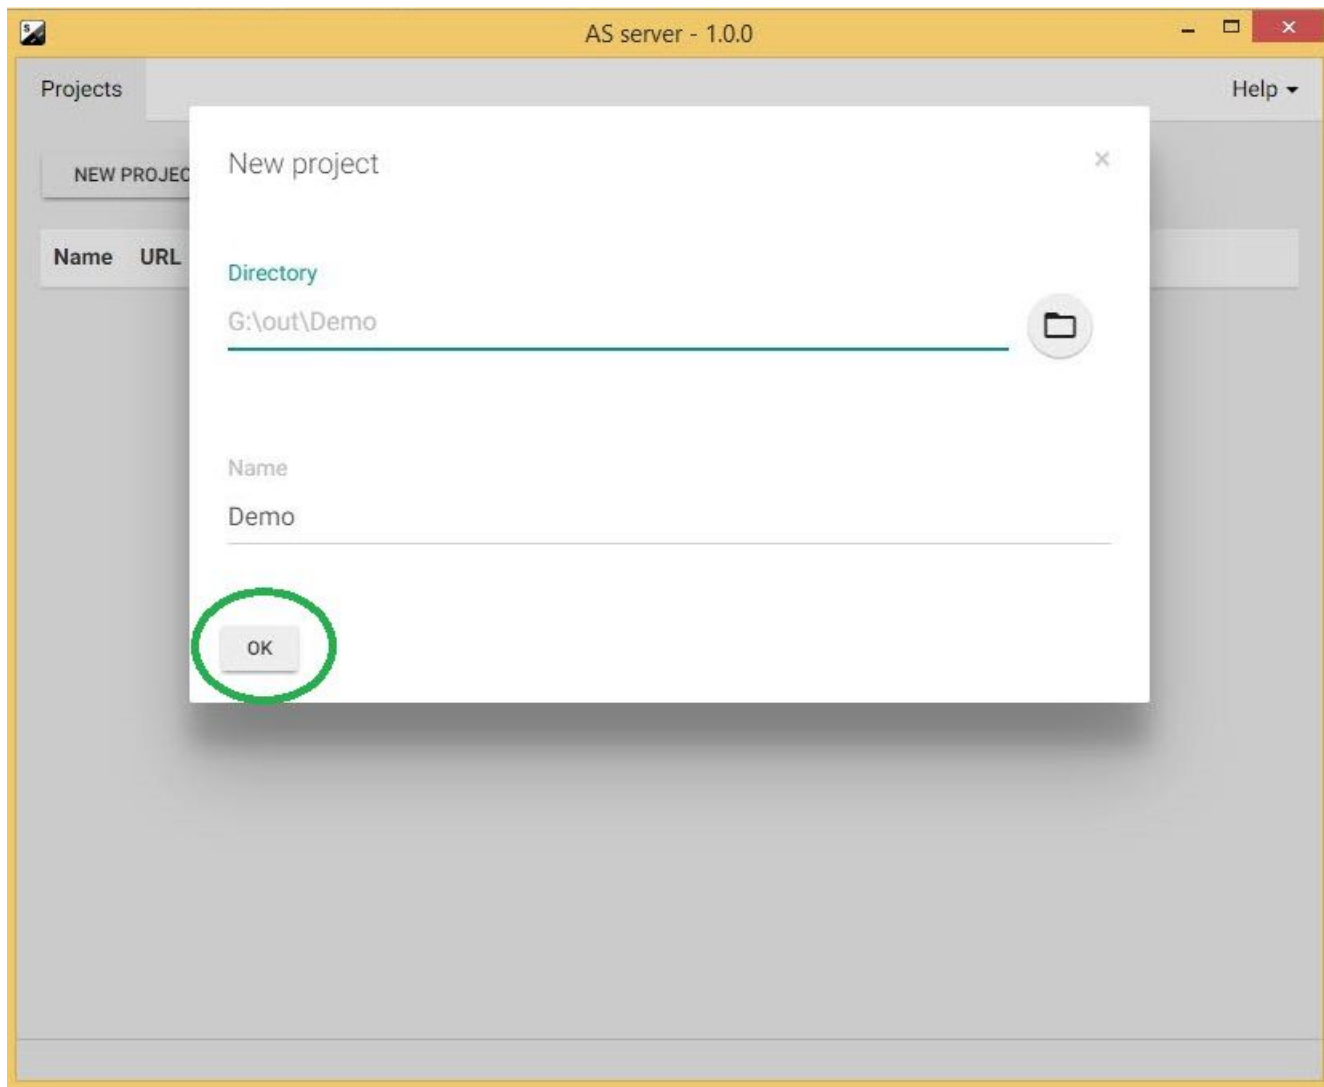 S
AS server - 1.0.0
Projects
Help
NEW PROJEC
New project
Name URL
Directory
G:\out\Demo
Name
Demo
OK